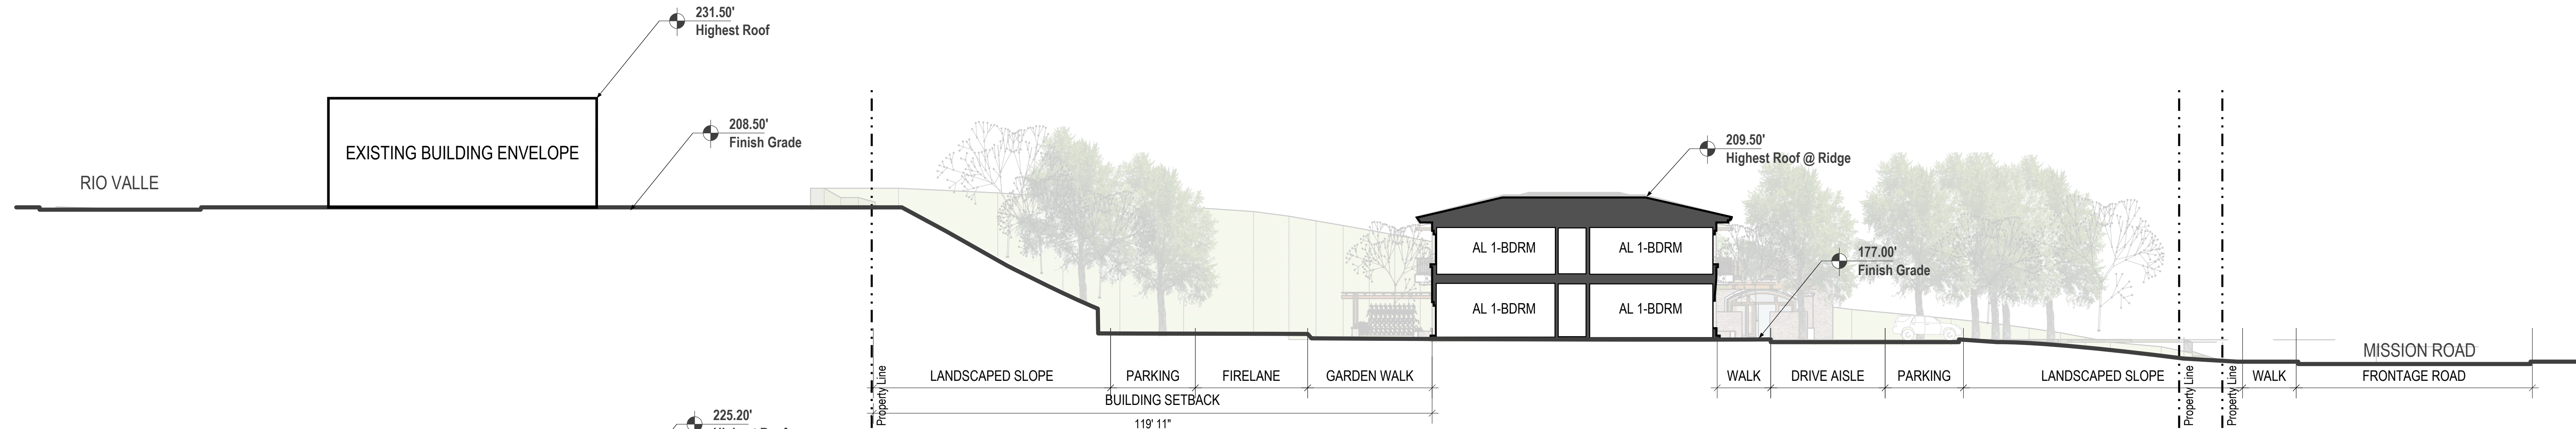 231.50'
Highest Roof
208.50'
Finish Grade
EXISTING BUILDING ENVELOPE
RIO VALLE
209.50'
Highest Roof @ Ridge
AL 1-BDRM
AL 1-BDRM
177.00'
Finish Grade
AL 1-BDRM
AL 1-BDRM
MISSION ROAD
LANDSCAPED SLOPE
PARKING
FIRELANE
GARDEN WALK
WALK
DRIVE AISLE
PARKING
LANDSCAPED SLOPE
WALK
FRONTAGE ROAD
Property Line
Property Line
Property Line
BUILDING SETBACK
119' 11"
225.20'